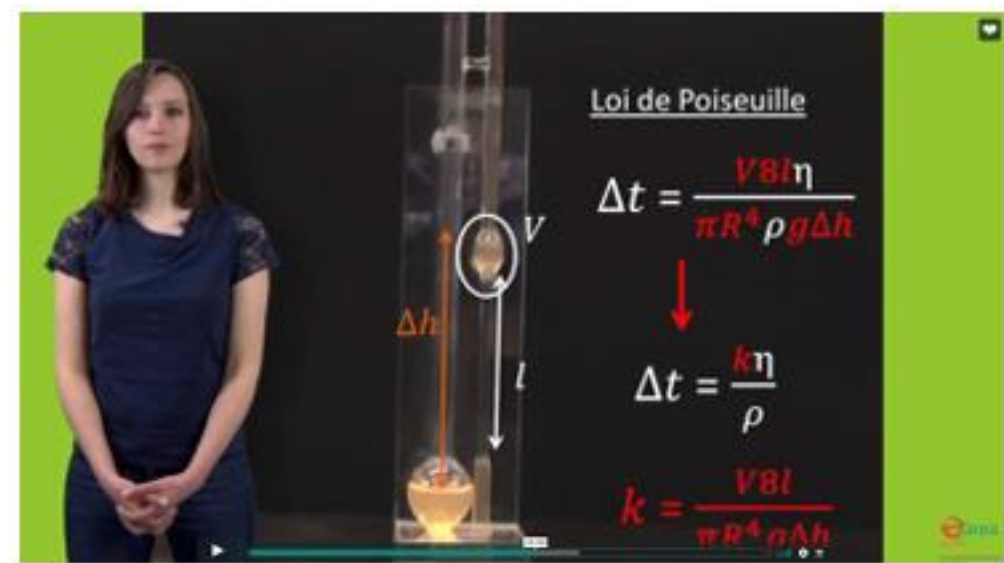 Loi de Poiseuille
Δt = V8lη / πR⁴ρgΔh
V
Δh
l
Δt = kη / ρ
k = V8l / πR⁴gΔh